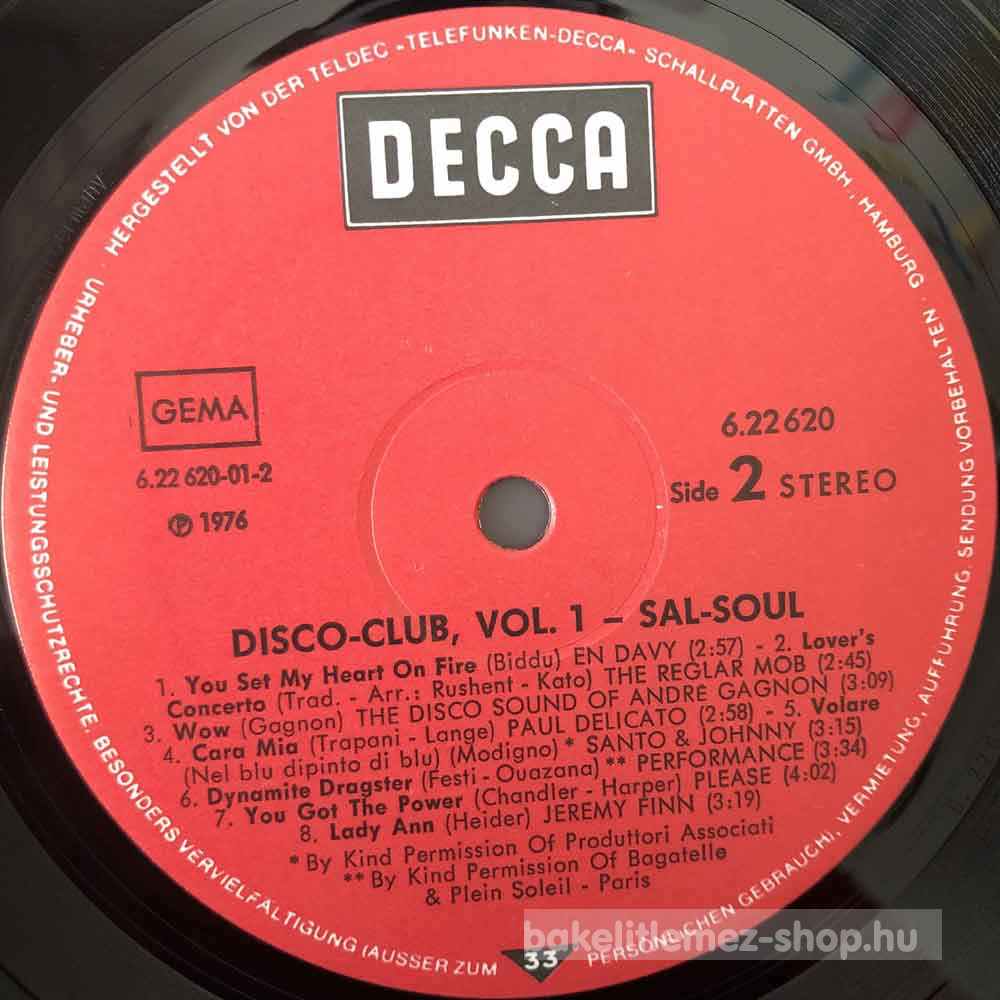 URHEBER- UND LEISTUNGSSCHUTZRECHTE, BESONDERS VERVIELFÄLTIGUNG (AUSSER ZUM PERSÖNLICHEN GEBRAUCH), VERMIETUNG, AUFFÜHRUNG, SENDUNG VORBEHALTEN · HERGESTELLT VON DER TELDEC »TELEFUNKEN-DECCA« SCHALLPLATTEN GMBH., HAMBURG ·
DECCA
GEMA
6.22 620-01-2
℗ 1976
6.22620
Side 2 STEREO
DISCO-CLUB, VOL. 1 – SAL-SOUL
1. You Set My Heart On Fire (Biddu) EN DAVY (2:57) - 2. Lover's
Concerto (Trad. - Arr.: Rushent - Kato) THE REGLAR MOB (2:45)
3. Wow (Gagnon) THE DISCO SOUND OF ANDRÉ GAGNON (3:09)
4. Cara Mia (Trapani - Lange) PAUL DELICATO (2:58) - 5. Volare
(Nel blu dipinto di blu) (Modigno) * SANTO & JOHNNY (3:15)
6. Dynamite Dragster (Festi - Ouazana) ** PERFORMANCE (3:34)
7. You Got The Power (Chandler - Harper) PLEASE (4:02)
8. Lady Ann (Heider) JEREMY FINN (3:19)
* By Kind Permission Of Produttori Associati
** By Kind Permission Of Bagatelle
& Plein Soleil - Paris
33
bakelitlemez-shop.hu